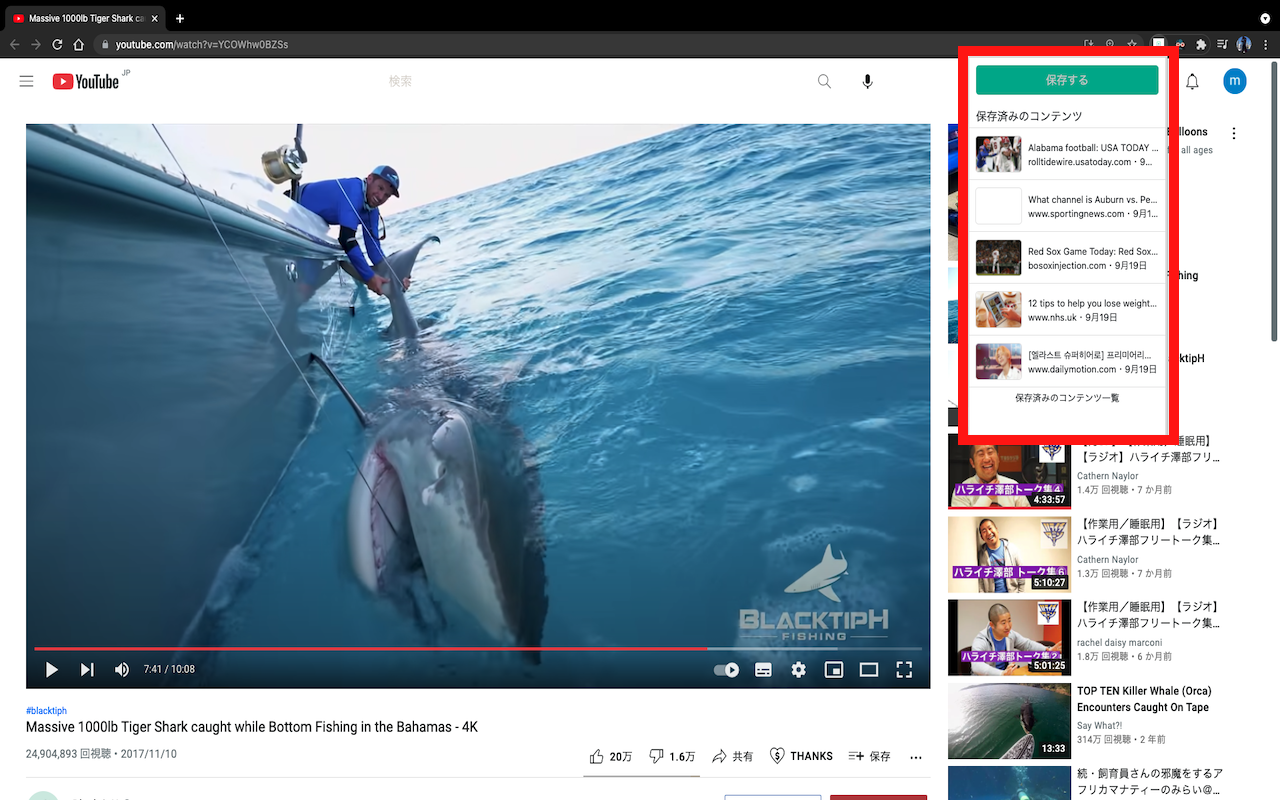 Massive 1000lb Tiger Shark ca
youtube.com/watch?v=YCOWhw0BZSs
YouTube JP
検索
m
保存する
保存済みのコンテンツ
Alabama football: USA TODAY ...
rolltidewire.usatoday.com・9...
What channel is Auburn vs. Pe...
www.sportingnews.com・9月1...
Red Sox Game Today: Red Sox...
bosoxinjection.com・9月19日
12 tips to help you lose weight...
www.nhs.uk・9月19日
[엘라스트 슈퍼히어로] 프리미어리...
www.dailymotion.com・9月19日
保存済みのコンテンツ一覧
lloons
all ages
hing
cktipH
BLACKTIPH
FISHING
7:41 / 10:08
#blacktiph
Massive 1000lb Tiger Shark caught while Bottom Fishing in the Bahamas - 4K
24,904,893 回視聴・2017/11/10
20万
1.6万
共有
THANKS
保存
睡眠用】
【ラジオ】ハライチ澤部フリ...
Cathern Naylor
1.4万 回視聴・7 か月前
ハライチ澤部トーク集④
4:33:57
【作業用／睡眠用】【ラジオ】
ハライチ澤部フリートーク集...
Cathern Naylor
1.3万 回視聴・7 か月前
ハライチ澤部トーク集⑥
5:10:27
【作業用／睡眠用】【ラジオ】
ハライチ澤部フリートーク集...
rachel daisy marconi
1.8万 回視聴・6 か月前
ハライチ澤部トーク集②
5:01:25
TOP TEN Killer Whale (Orca)
Encounters Caught On Tape
Say What?!
314万 回視聴・2 年前
13:33
続・飼育員さんの邪魔をするア
フリカマナティーのみらい@...